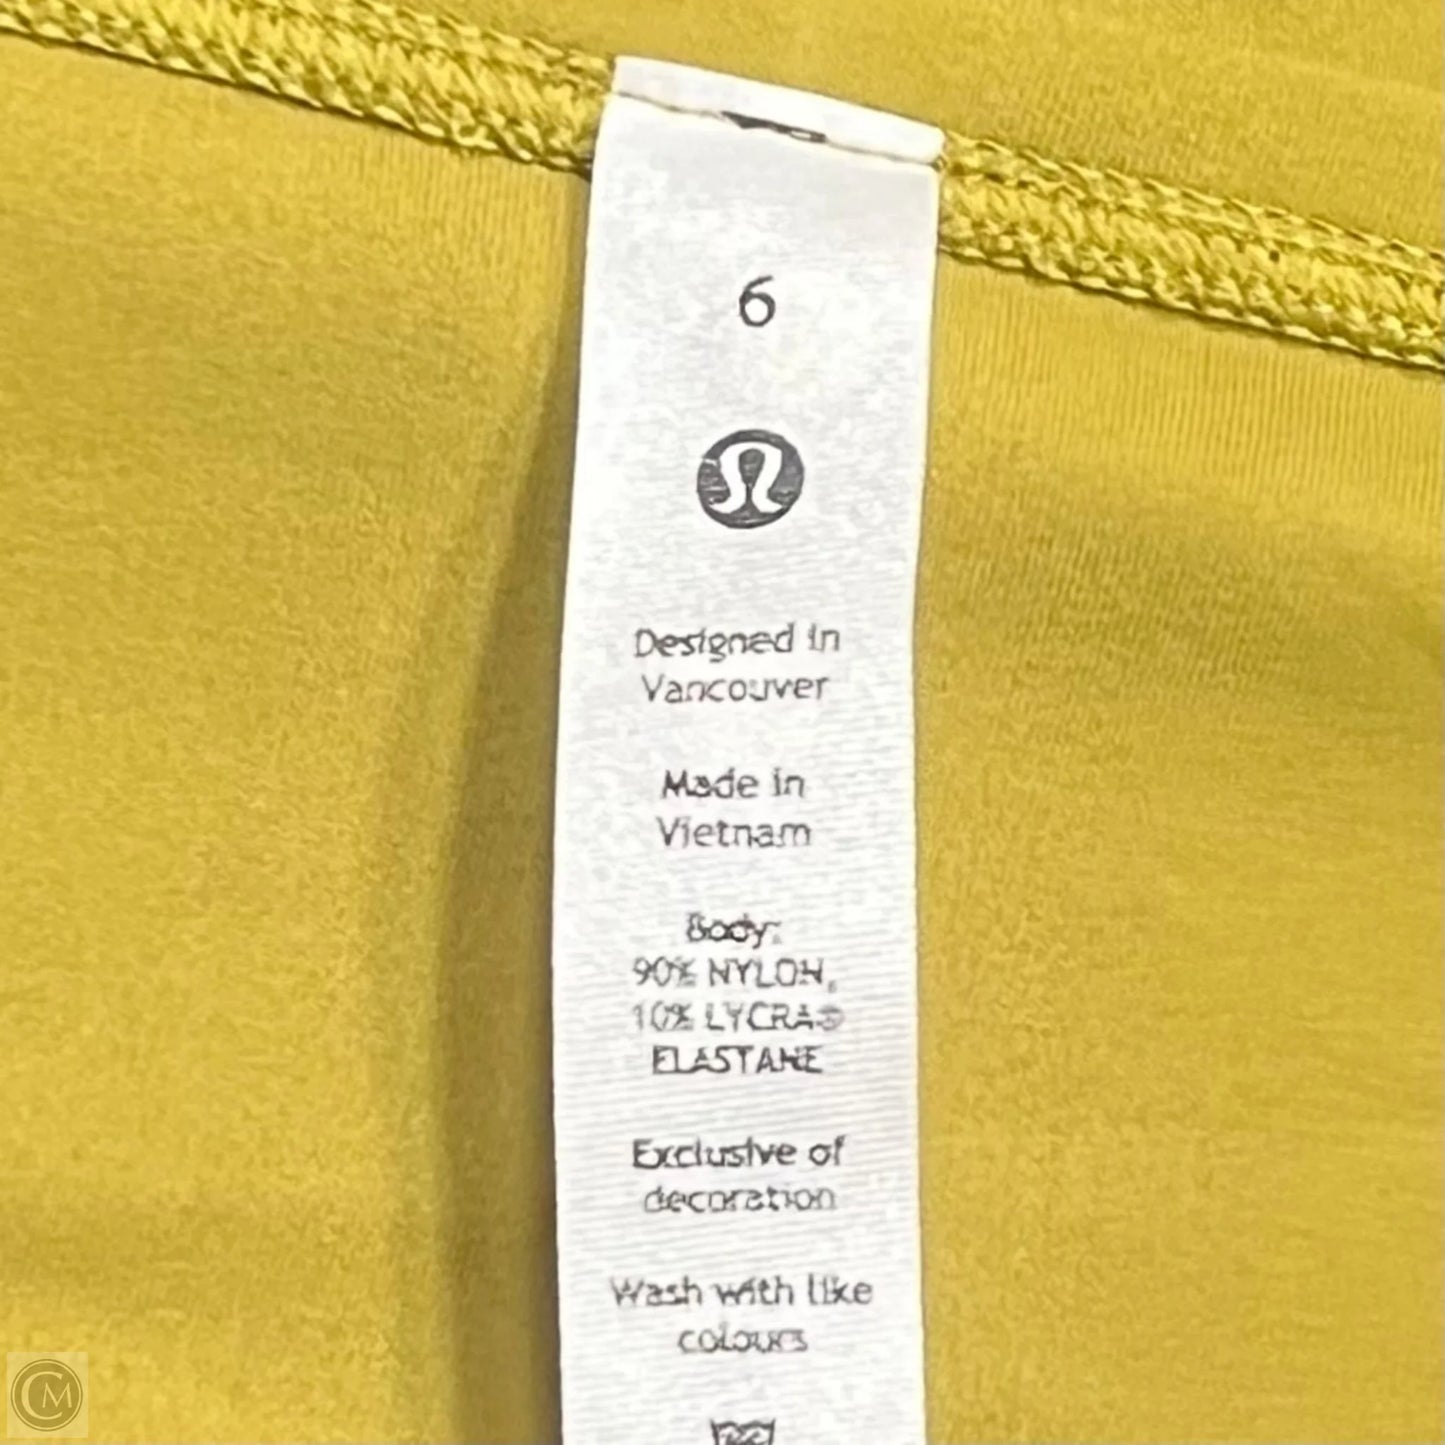 6
Designed in
Vancouver
Made in
Vietnam
Body:
90% NYLON,
10% LYCRA®
ELASTANE
Exclusive of
decoration
Wash with like
colours
CM